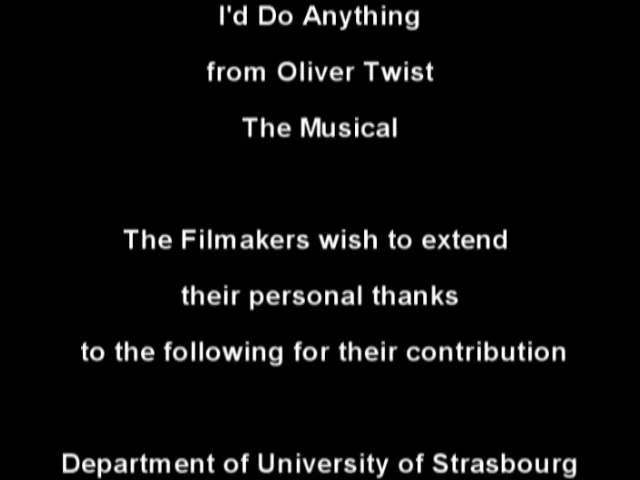 I'd Do Anything
from Oliver Twist
The Musical
The Filmakers wish to extend
their personal thanks
to the following for their contribution
Department of University of Strasbourg